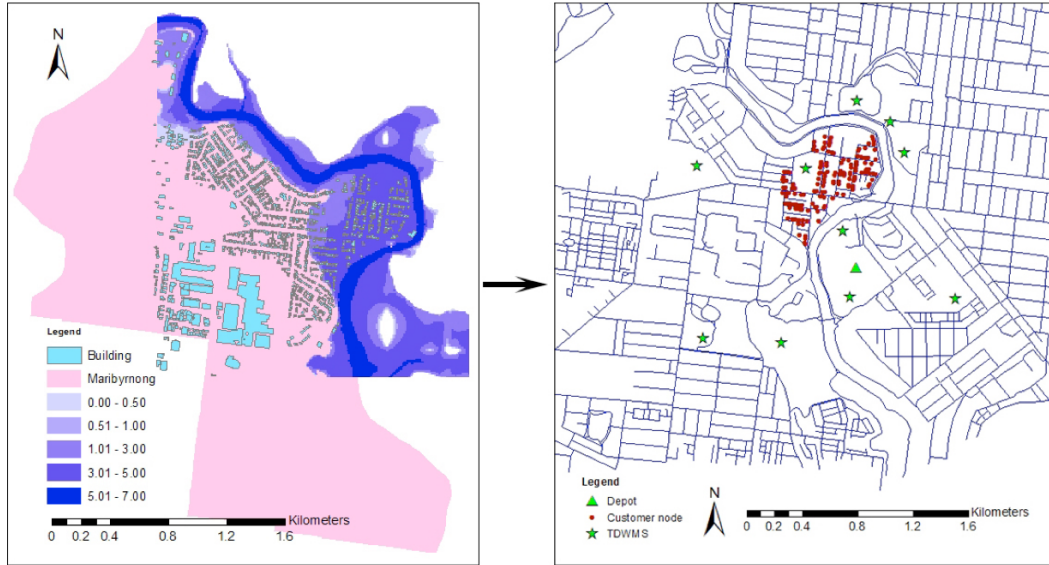 N
Legend
Building
Maribyrnong
0.00 - 0.50
0.51 - 1.00
1.01 - 3.00
3.01 - 5.00
5.01 - 7.00
Kilometers
0 0.2 0.4 0.8 1.2 1.6
Legend
Depot
Customer node
TDWMS
N
Kilometers
0 0.2 0.4 0.8 1.2 1.6